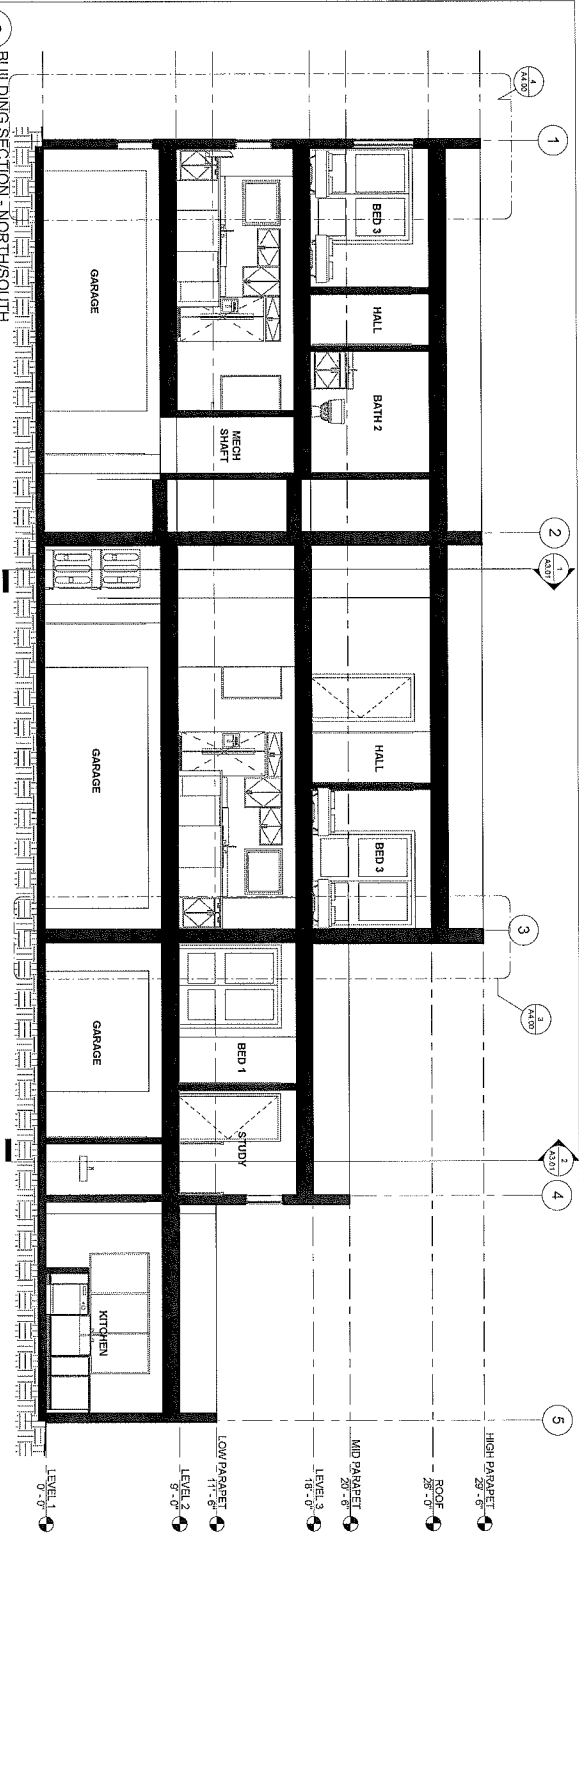 1
2
3
4
5
4
A4.00
1
A3.01
3
A4.00
2
A3.01
HIGH PARAPET
29' - 6"
ROOF
26' - 0"
MID PARAPET
20' - 6"
LEVEL 3
18' - 0"
LOW PARAPET
11' - 6"
LEVEL 2
9' - 0"
LEVEL 1
0' - 0"
BED 3
HALL
BATH 2
HALL
BED 3
MECH
SHAFT
BED 1
STUDY
GARAGE
GARAGE
GARAGE
KITCHEN
BUILDING SECTION - NORTH/SOUTH